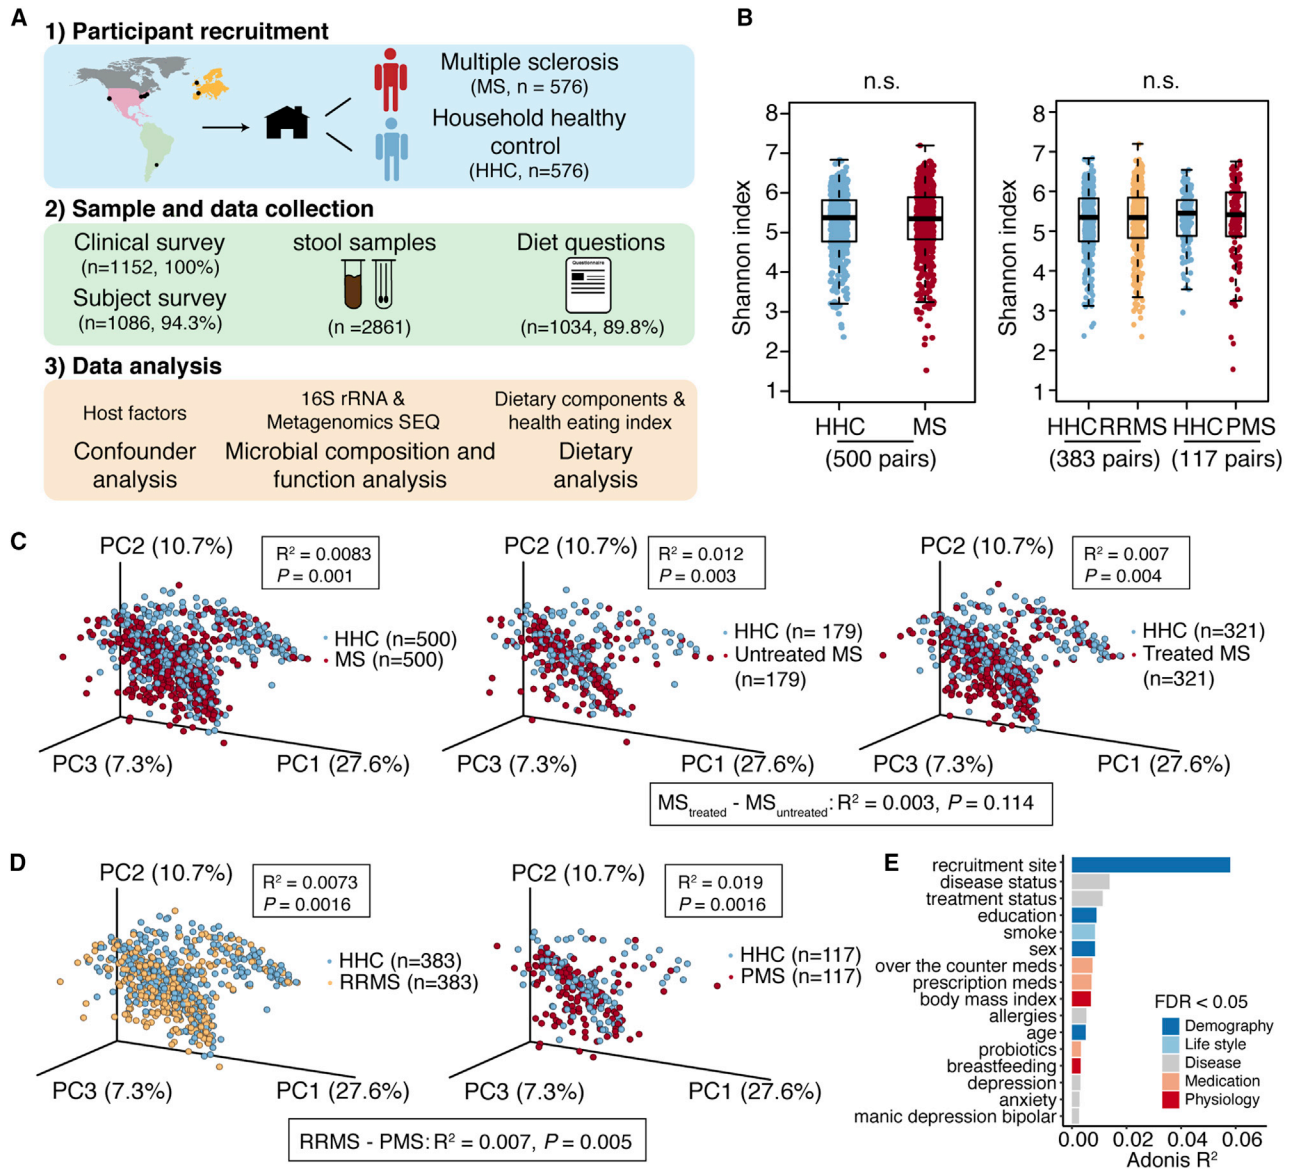 A
1) Participant recruitment
Multiple sclerosis
(MS, n = 576)
Household healthy
control
(HHC, n=576)
2) Sample and data collection
Clinical survey
(n=1152, 100%)
Subject survey
(n=1086, 94.3%)
stool samples
(n =2861)
Diet questions
Questionnaire
(n=1034, 89.8%)
3) Data analysis
Host factors
Confounder
analysis
16S rRNA &
Metagenomics SEQ
Microbial composition and
function analysis
Dietary components &
health eating index
Dietary
analysis
B
n.s.
Shannon index
8
7
6
5
4
3
2
1
HHC MS
(500 pairs)
n.s.
Shannon index
8
7
6
5
4
3
2
1
HHC RRMS HHC PMS
(383 pairs) (117 pairs)
C
PC2 (10.7%)
R² = 0.0083
P = 0.001
HHC (n=500)
MS (n=500)
PC3 (7.3%)
PC1 (27.6%)
PC2 (10.7%)
R² = 0.012
P = 0.003
HHC (n= 179)
Untreated MS
(n=179)
PC3 (7.3%)
PC1 (27.6%)
PC2 (10.7%)
R² = 0.007
P = 0.004
HHC (n=321)
Treated MS
(n=321)
PC3 (7.3%)
PC1 (27.6%)
MStreated - MSuntreated: R² = 0.003, P = 0.114
D
PC2 (10.7%)
R² = 0.0073
P = 0.0016
HHC (n=383)
RRMS (n=383)
PC3 (7.3%)
PC1 (27.6%)
PC2 (10.7%)
R² = 0.019
P = 0.0016
HHC (n=117)
PMS (n=117)
PC3 (7.3%)
PC1 (27.6%)
RRMS - PMS: R² = 0.007, P = 0.005
E
recruitment site
disease status
treatment status
education
smoke
sex
over the counter meds
prescription meds
body mass index
allergies
age
probiotics
breastfeeding
depression
anxiety
manic depression bipolar
FDR < 0.05
Demography
Life style
Disease
Medication
Physiology
0.00 0.02 0.04 0.06
Adonis R²